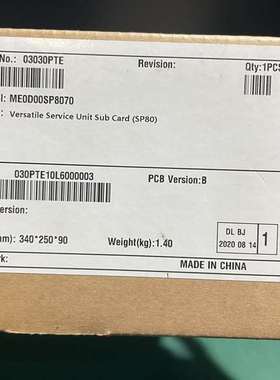 No.: 03030PTE Revision: Qty:1PCS
l: ME0D00SP8070
: Versatile Service Unit Sub Card (SP80)
030PTE10L6000003 PCB Version:B
ersion:
m): 340*250*90 Weight(kg):1.40
DL BJ
2020 08 14 1
rk: MADE IN CHINA